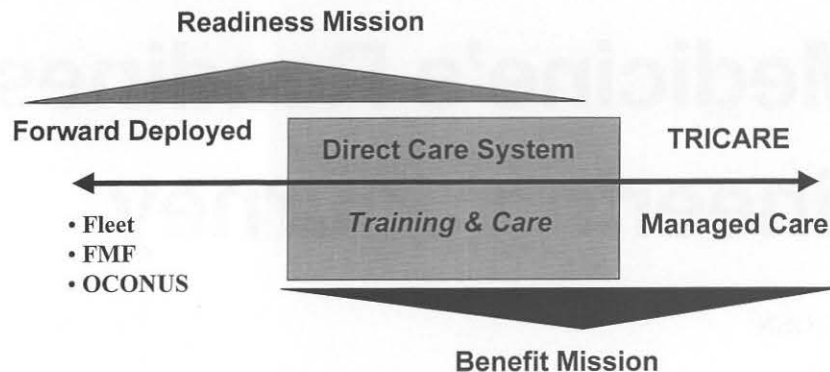 Readiness Mission
Forward Deployed
Direct Care System
TRICARE
Training & Care
Managed Care
• Fleet
• FMF
• OCONUS
Benefit Mission